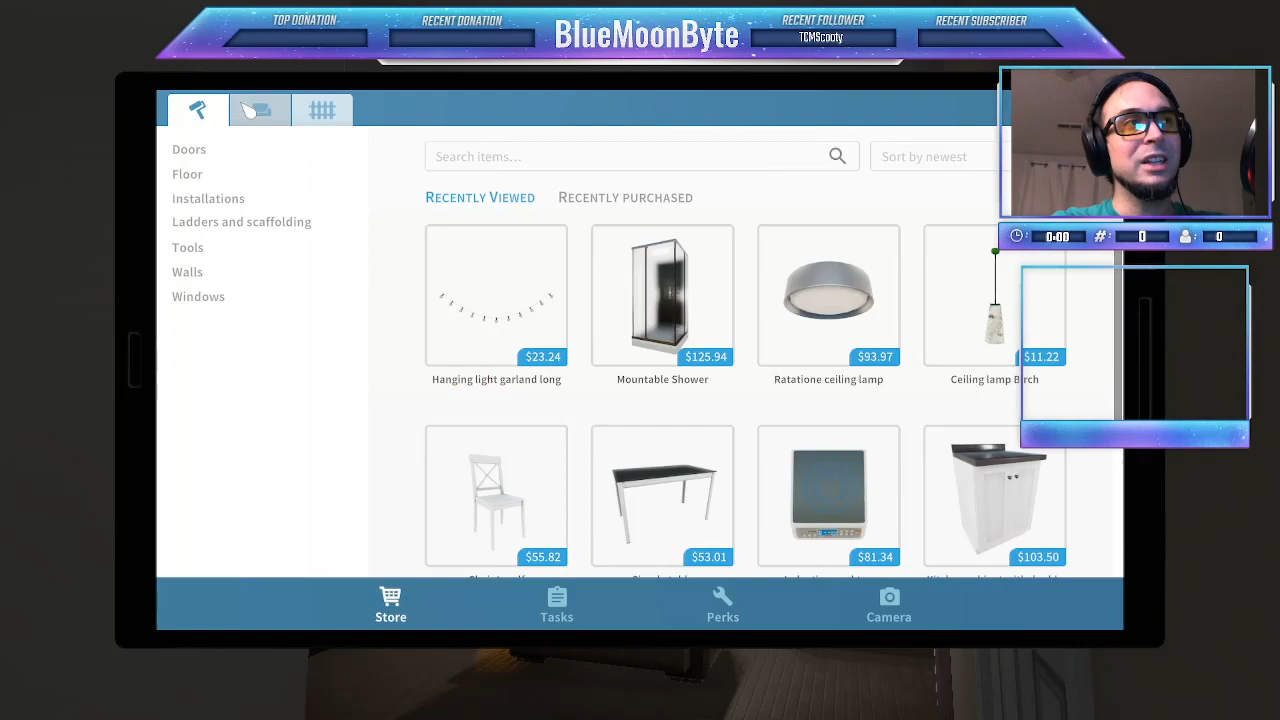 TOP DONATION
RECENT DONATION
BlueMoonByte
RECENT FOLLOWER
TCMScooty
RECENT SUBSCRIBER
Doors
Floor
Installations
Ladders and scaffolding
Tools
Walls
Windows
Search items...
Sort by newest
RECENTLY VIEWED
RECENTLY PURCHASED
$23.24
Hanging light garland long
$125.94
Mountable Shower
$93.97
Ratatione ceiling lamp
$11.22
Ceiling lamp Birch
0:00
#:
0
0
$55.82
$53.01
$81.34
$103.50
Store
Tasks
Perks
Camera